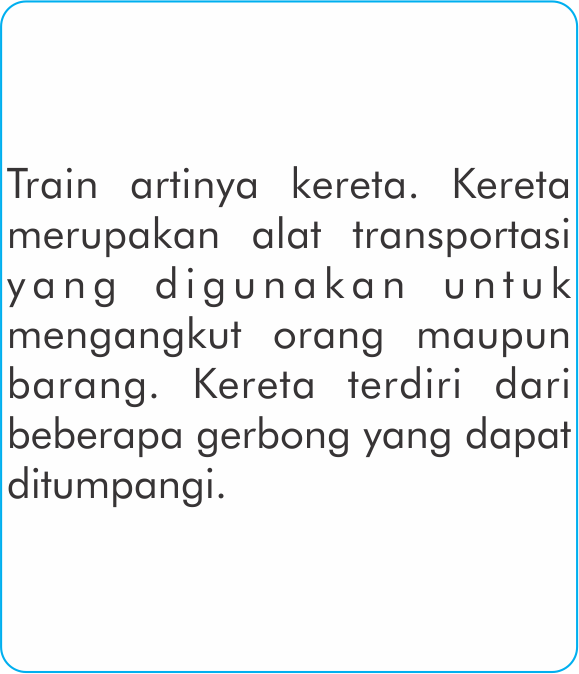 Train artinya kereta. Kereta
merupakan alat transportasi
yang digunakan untuk
mengangkut orang maupun
barang. Kereta terdiri dari
beberapa gerbong yang dapat
ditumpangi.